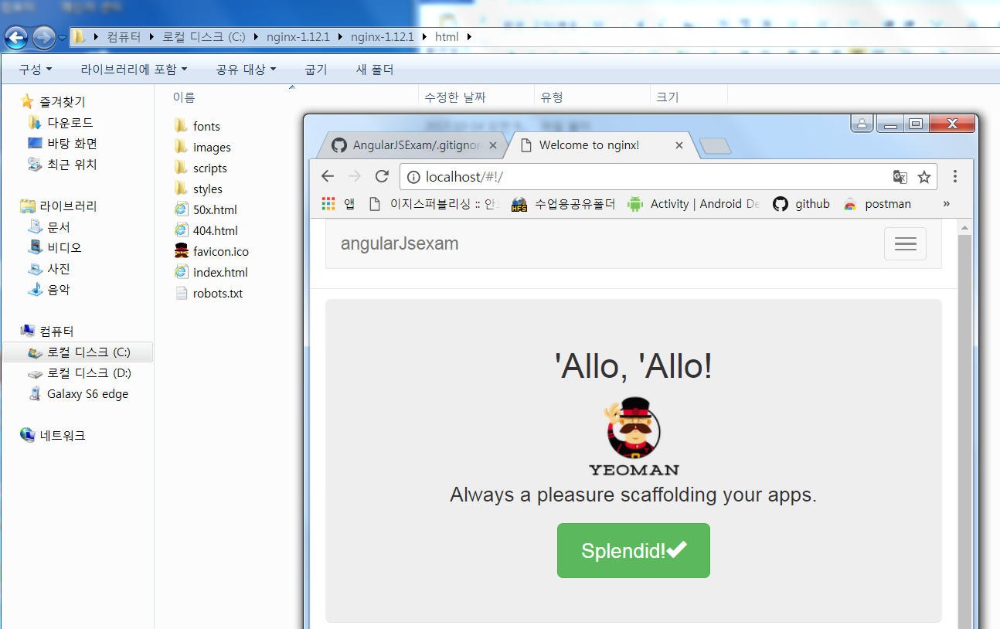 컴퓨터 로컬 디스크 (C:) nginx-1.12.1 nginx-1.12.1 html
구성 라이브러리에 포함 공유 대상 굽기 새 폴더
즐겨찾기
다운로드
바탕 화면
최근 위치
라이브러리
문서
비디오
사진
음악
컴퓨터
로컬 디스크 (C:)
로컬 디스크 (D:)
Galaxy S6 edge
네트워크
이름 수정한 날짜 유형 크기
fonts
images
scripts
styles
50x.html
404.html
favicon.ico
index.html
robots.txt
AngularJSExam/.gitignor
Welcome to nginx!
localhost/#!/
앱 이지스퍼블리싱 :: 안 HFS 수업용공유폴더 Activity | Android De github postman »
angularJsexam
'Allo, 'Allo!
YEOMAN
Always a pleasure scaffolding your apps.
Splendid!